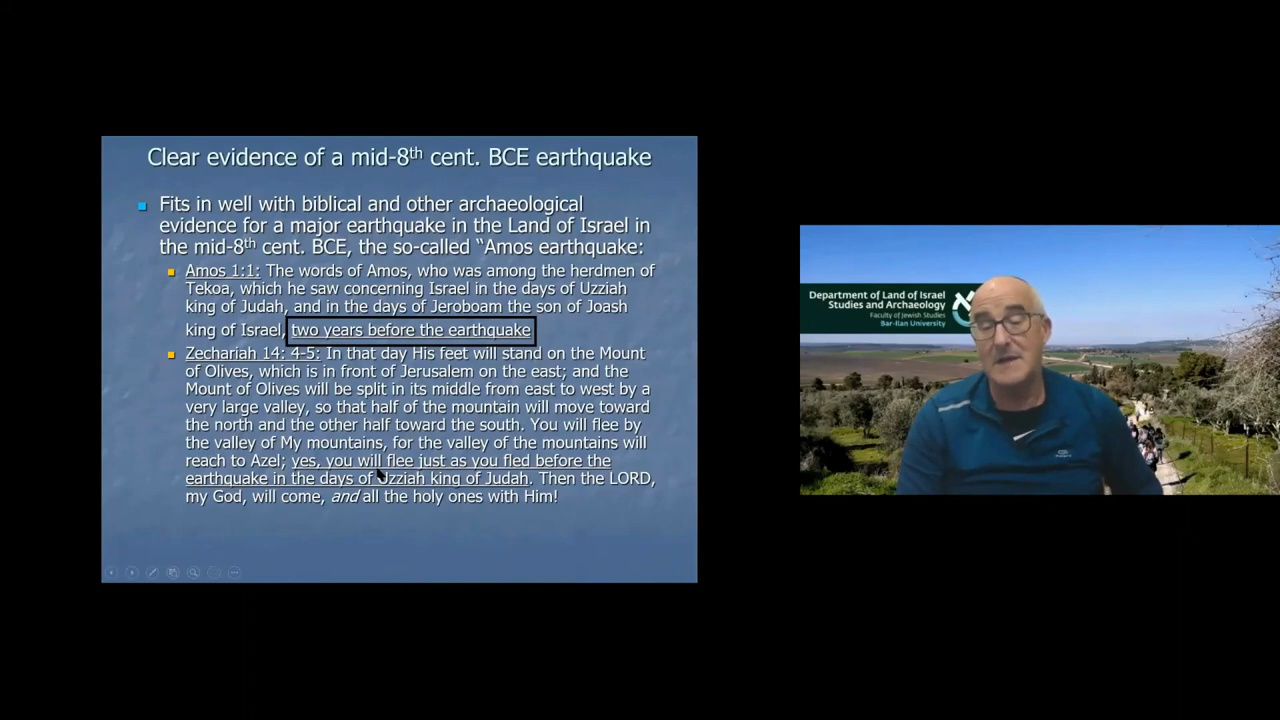 Clear evidence of a mid-8th cent. BCE earthquake
Fits in well with biblical and other archaeological
evidence for a major earthquake in the Land of Israel in
the mid-8th cent. BCE, the so-called “Amos earthquake:
Amos 1:1: The words of Amos, who was among the herdmen of
Tekoa, which he saw concerning Israel in the days of Uzziah
king of Judah, and in the days of Jeroboam the son of Joash
king of Israel, two years before the earthquake
Zechariah 14: 4-5: In that day His feet will stand on the Mount
of Olives, which is in front of Jerusalem on the east; and the
Mount of Olives will be split in its middle from east to west by a
very large valley, so that half of the mountain will move toward
the north and the other half toward the south. You will flee by
the valley of My mountains, for the valley of the mountains will
reach to Azel; yes, you will flee just as you fled before the
earthquake in the days of Uzziah king of Judah. Then the LORD,
my God, will come, and all the holy ones with Him!
Department of Land of Israel
Studies and Archaeology
Faculty of Jewish Studies
Bar-Ilan University